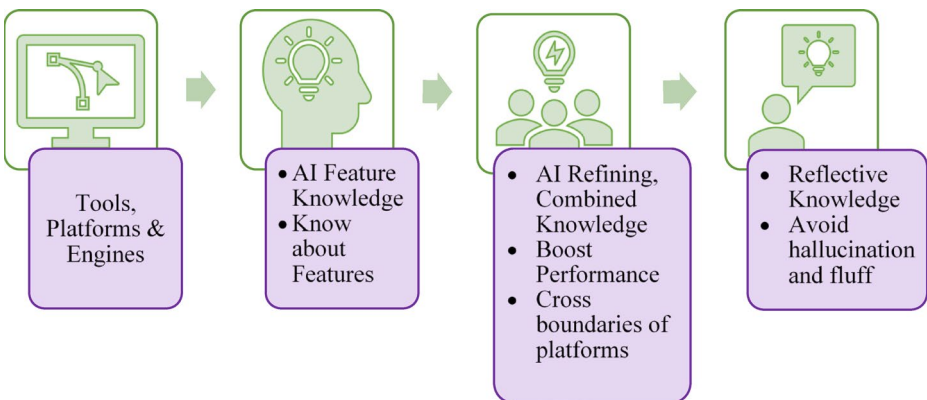 Tools,
Platforms &
Engines
• AI Feature
Knowledge
• Know
about
Features
• AI Refining,
Combined
Knowledge
• Boost
Performance
• Cross
boundaries of
platforms
• Reflective
Knowledge
• Avoid
hallucination
and fluff